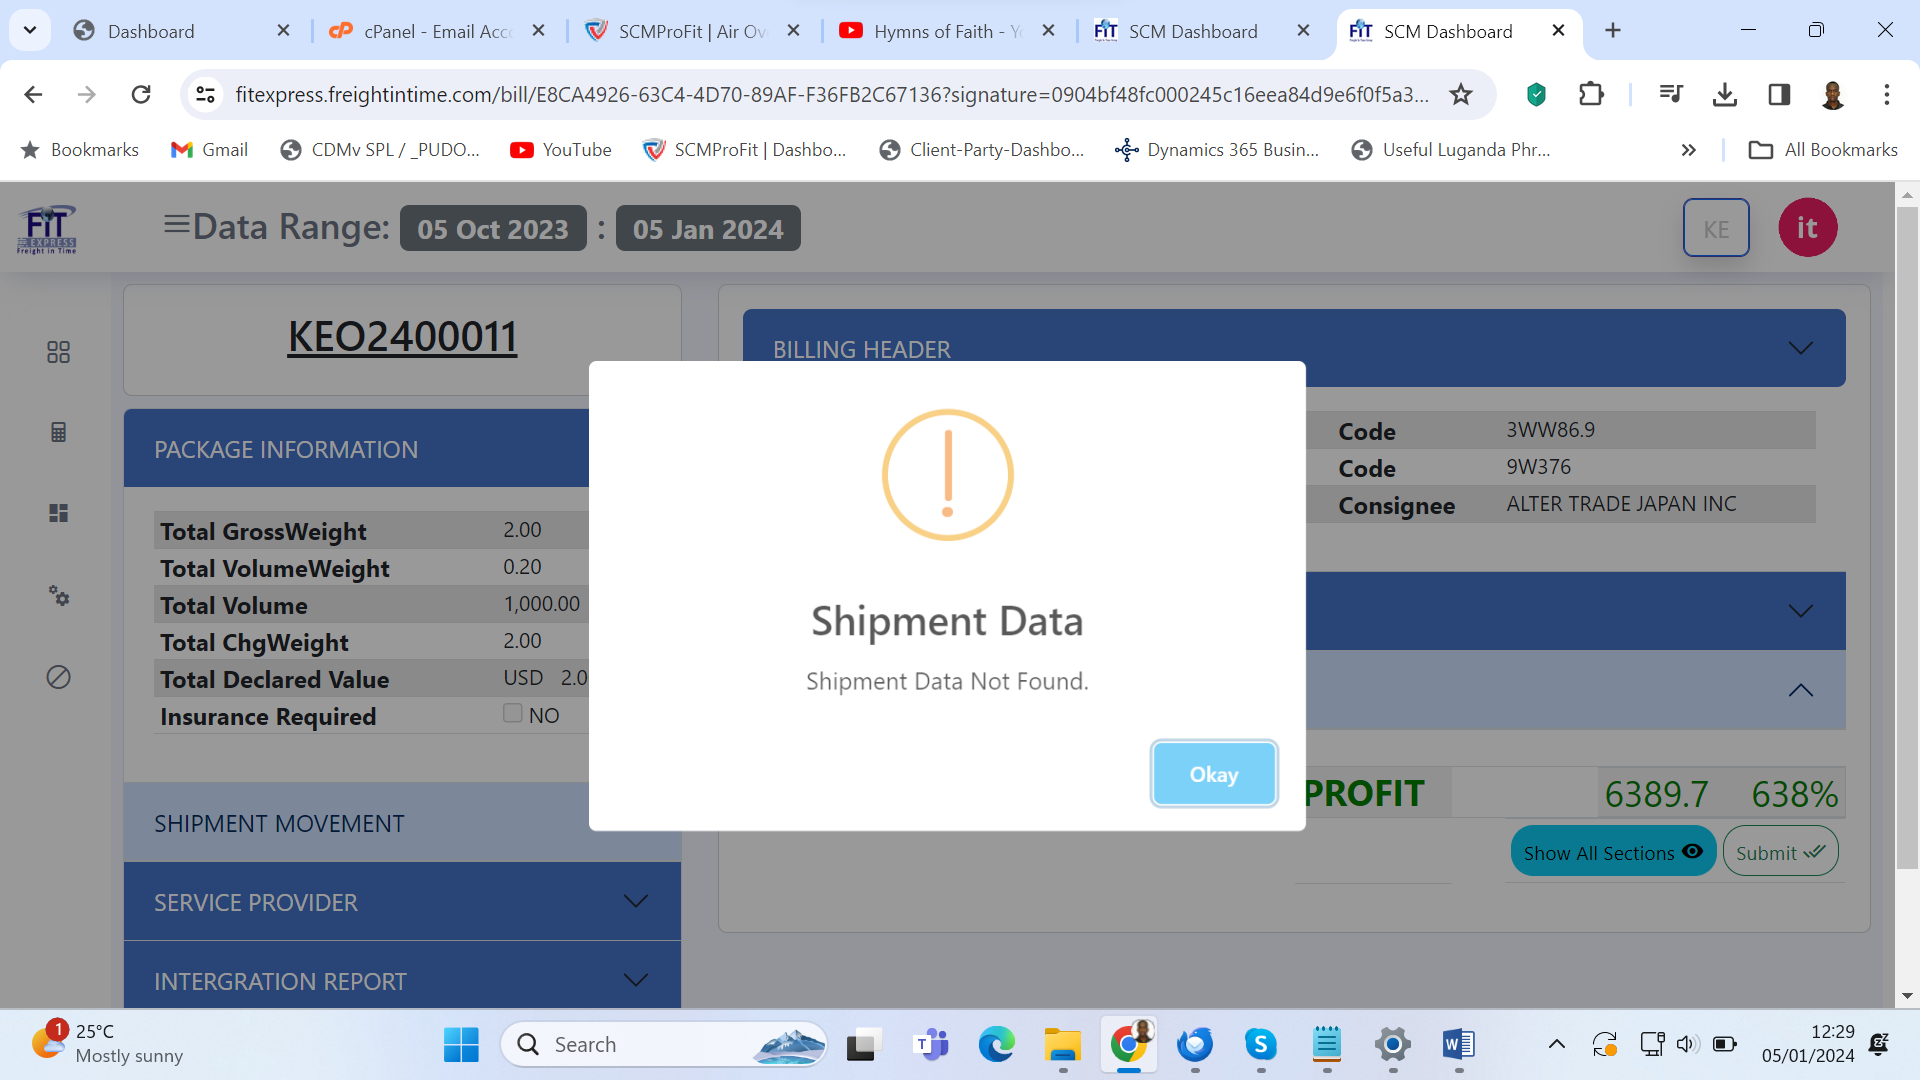 Dashboard
cPanel - Email Acc
SCMProFit | Air Ov
Hymns of Faith - Y
SCM Dashboard
SCM Dashboard
fitexpress.freightintime.com/bill/E8CA4926-63C4-4D70-89AF-F36FB2C67136?signature=0904bf48fc000245c16eea84d9e6f0f5a3...
Bookmarks
Gmail
CDMv SPL / _PUDO...
YouTube
SCMProFit | Dashbo...
Client-Party-Dashbo...
Dynamics 365 Busin...
Useful Luganda Phr...
All Bookmarks
FiT
EXPRESS
Freight in Time
Data Range: 05 Oct 2023 : 05 Jan 2024
KE
it
KEO2400011
BILLING HEADER
PACKAGE INFORMATION
Code 3WW86.9
Code 9W376
Consignee ALTER TRADE JAPAN INC
Total GrossWeight 2.00
Total VolumeWeight 0.20
Total Volume 1,000.00
Total ChgWeight 2.00
Total Declared Value USD 2.0
Insurance Required NO
Shipment Data
Shipment Data Not Found.
Okay
PROFIT 6389.7 638%
Show All Sections
Submit
SHIPMENT MOVEMENT
SERVICE PROVIDER
INTERGRATION REPORT
1
25°C
Mostly sunny
Search
12:29
05/01/2024